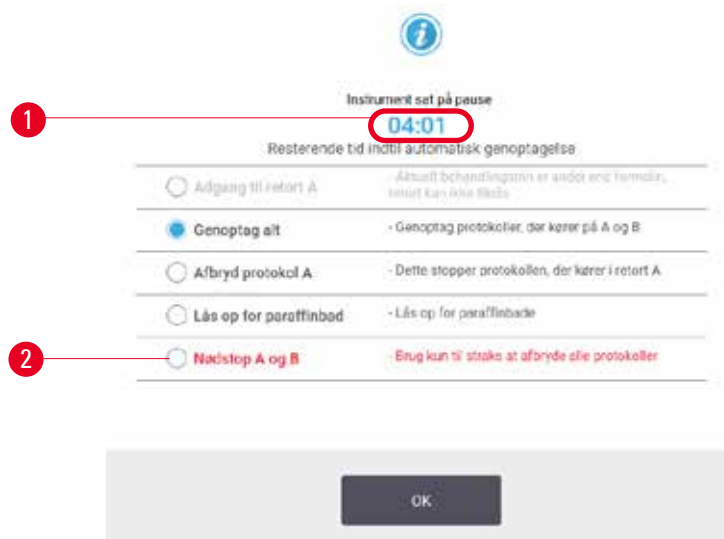 Instrument sat på pause
1
04:01
Resterende tid indtil automatisk genoptagelse
Adgang til retort A
- Aktuelt behandlingstrin er andet end formalin,
retort kan ikke tilgås
Genoptag alt
- Genoptag protokoller, der kører på A og B
Afbryd protokol A
- Dette stopper protokollen, der kører i retort A
Lås op for paraffinbad
- Lås op for paraffinbade
2
Nødstop A og B
- Brug kun til straks at afbryde alle protokoller
OK